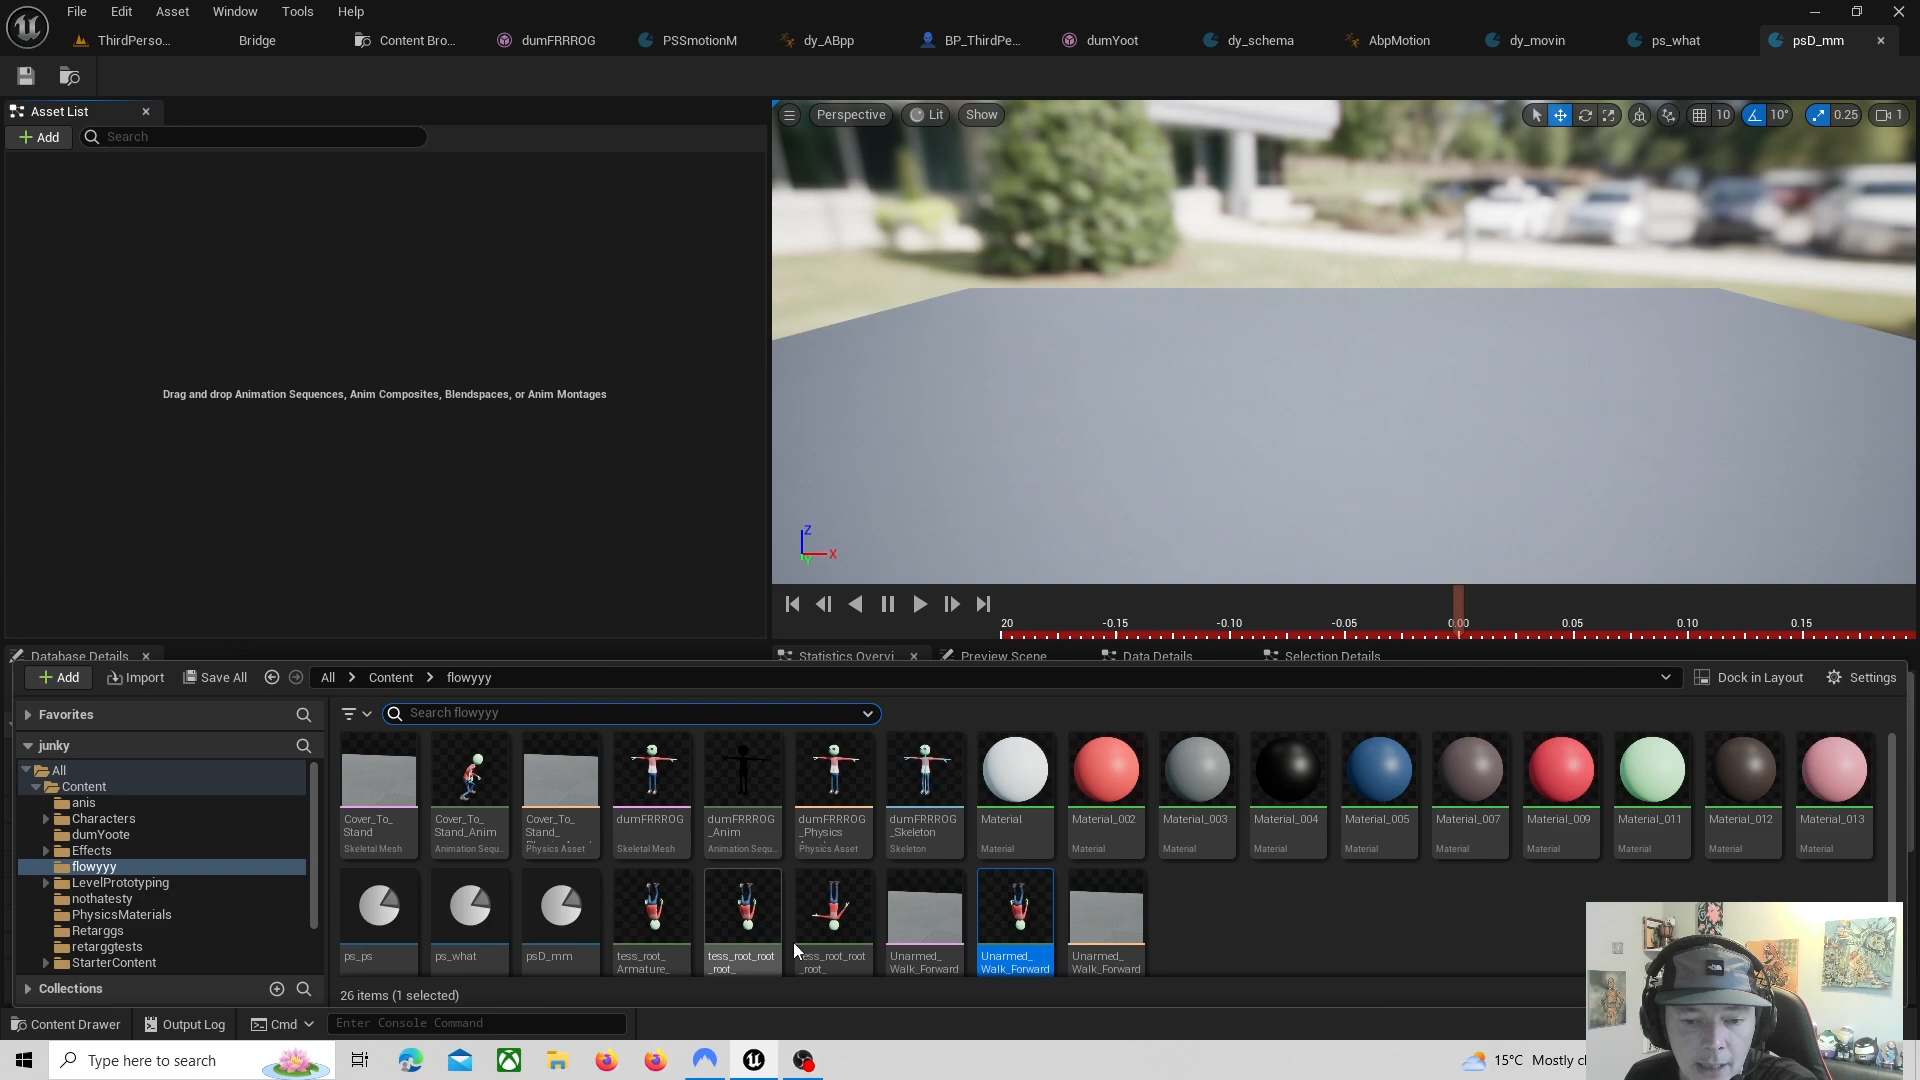 File Edit Asset Window Tools Help
ThirdPerso... Bridge Content Bro... dumFRRROG PSSmotionM dy_ABpp BP_ThirdPe... dumYoot dy_schema AbpMotion dy_movin ps_what psD_mm
Asset List
Add Search
Perspective Lit Show 10 10° 0.25 1
Drag and drop Animation Sequences, Anim Composites, Blendspaces, or Anim Montages
Z
X
Y
20 -0.15 -0.10 -0.05 0.00 0.05 0.10 0.15
Database Details Statistics Overvi Preview Scene Data Details Selection Details
Add Import Save All All Content flowyyy Dock in Layout Settings
Favorites
Search flowyyy
junky
All
Content
anis
Characters
dumYoote
Effects
flowyyy
LevelPrototyping
nothatesty
PhysicsMaterials
Retarggs
retarggtests
StarterContent
Collections
Cover_To_ Cover_To_ Cover_To_ dumFRRROG dumFRRROG dumFRRROG dumFRRROG Material Material_002 Material_003 Material_004 Material_005 Material_007 Material_009 Material_011 Material_012 Material_013
Stand Stand_Anim Stand_ _Anim _Physics _Skeleton
Skeletal Mesh Animation Sequ... Physics Asset Skeletal Mesh Animation Sequ... Physics Asset Skeleton Material Material Material Material Material Material Material Material Material Material
ps_ps ps_what psD_mm tess_root_ tess_root_root tess_root_root Unarmed_ Unarmed_ Unarmed_
Armature_ _root_ _root_ Walk_Forward Walk_Forward Walk_Forward
26 items (1 selected)
Content Drawer Output Log Cmd Enter Console Command
Type here to search
15°C Mostly cl